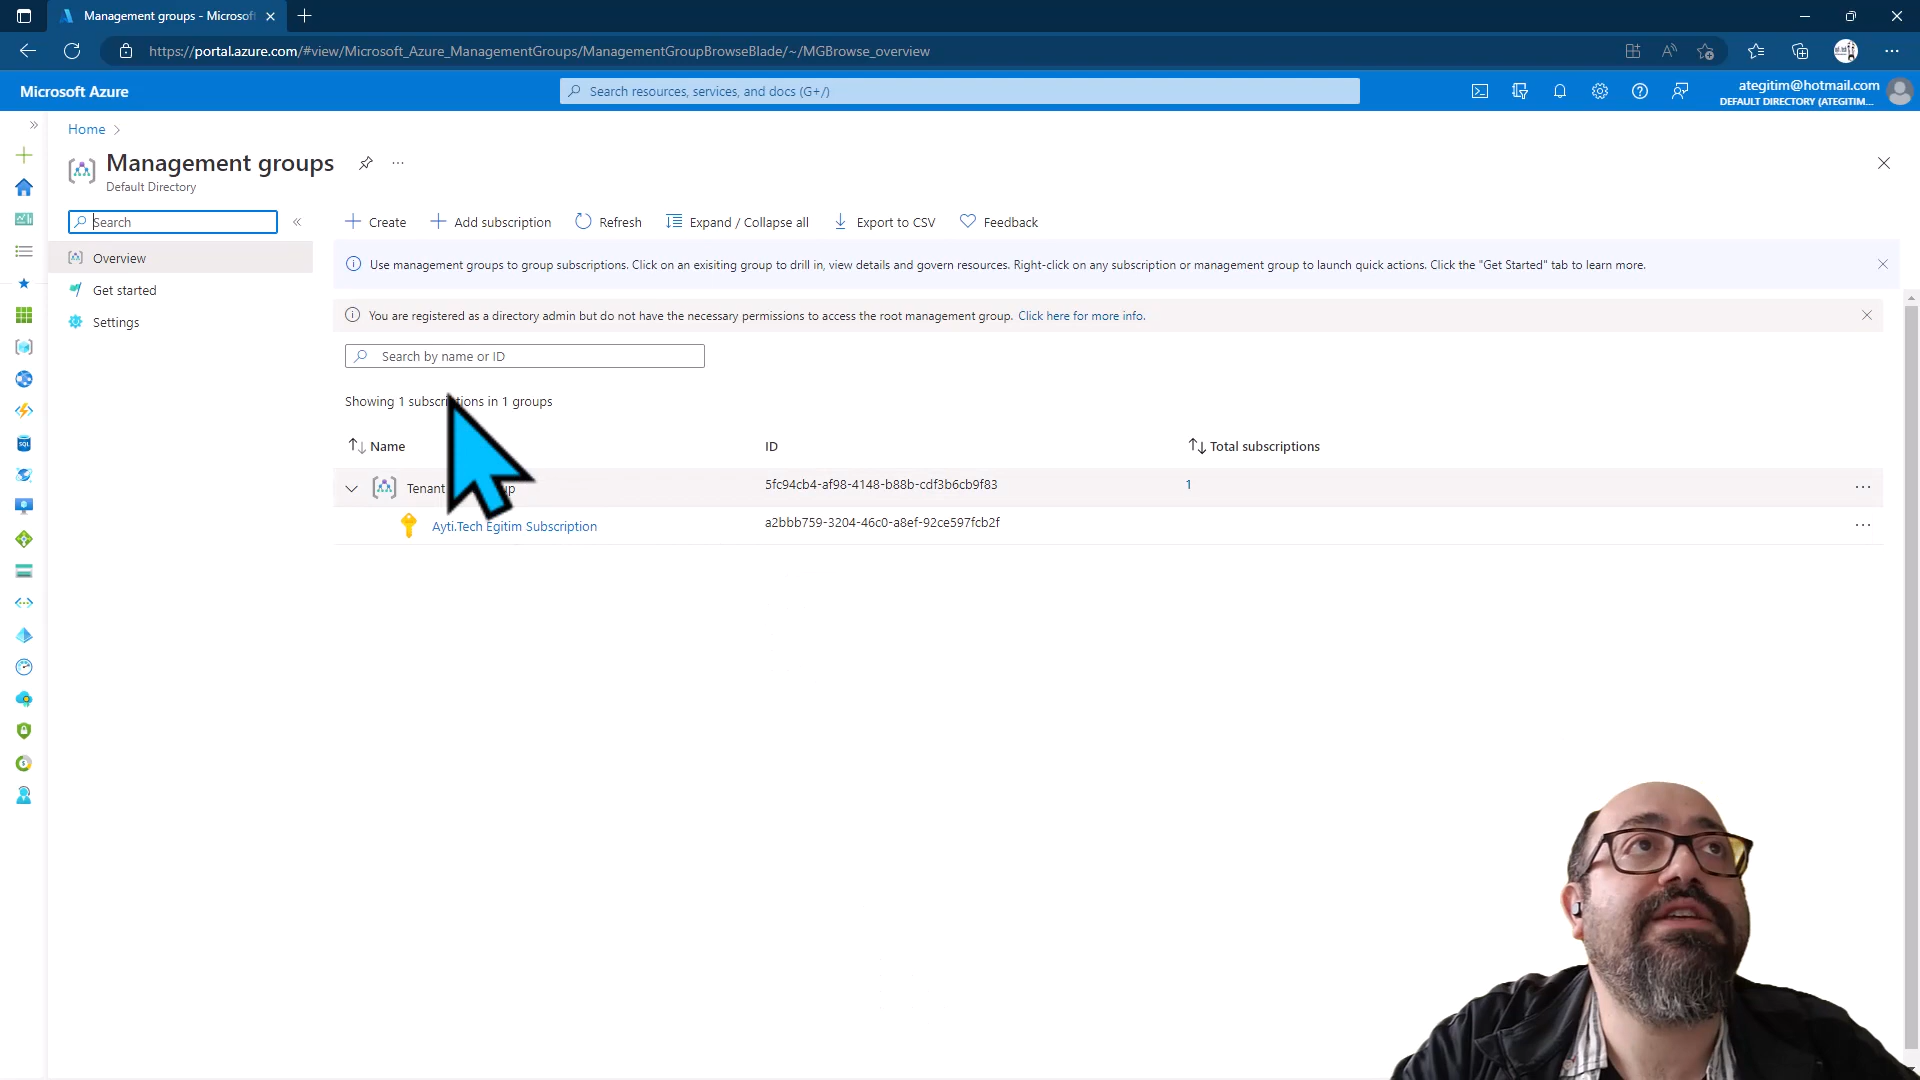 Management groups - Microsof
https://portal.azure.com/#view/Microsoft_Azure_ManagementGroups/ManagementGroupBrowseBlade/~/MGBrowse_overview
Microsoft Azure
Search resources, services, and docs (G+/)
ategitim@hotmail.com
DEFAULT DIRECTORY (ATEGITIM...
Home
Management groups
Default Directory
Search
Create
Add subscription
Refresh
Expand / Collapse all
Export to CSV
Feedback
Overview
Get started
Settings
Use management groups to group subscriptions. Click on an exisiting group to drill in, view details and govern resources. Right-click on any subscription or management group to launch quick actions. Click the "Get Started" tab to learn more.
You are registered as a directory admin but do not have the necessary permissions to access the root management group. Click here for more info.
Search by name or ID
Showing 1 subscriptions in 1 groups
Name ID Total subscriptions
Tenant 5fc94cb4-af98-4148-b88b-cdf3b6cb9f83 1
Ayti.Tech Egitim Subscription a2bbb759-3204-46c0-a8ef-92ce597fcb2f